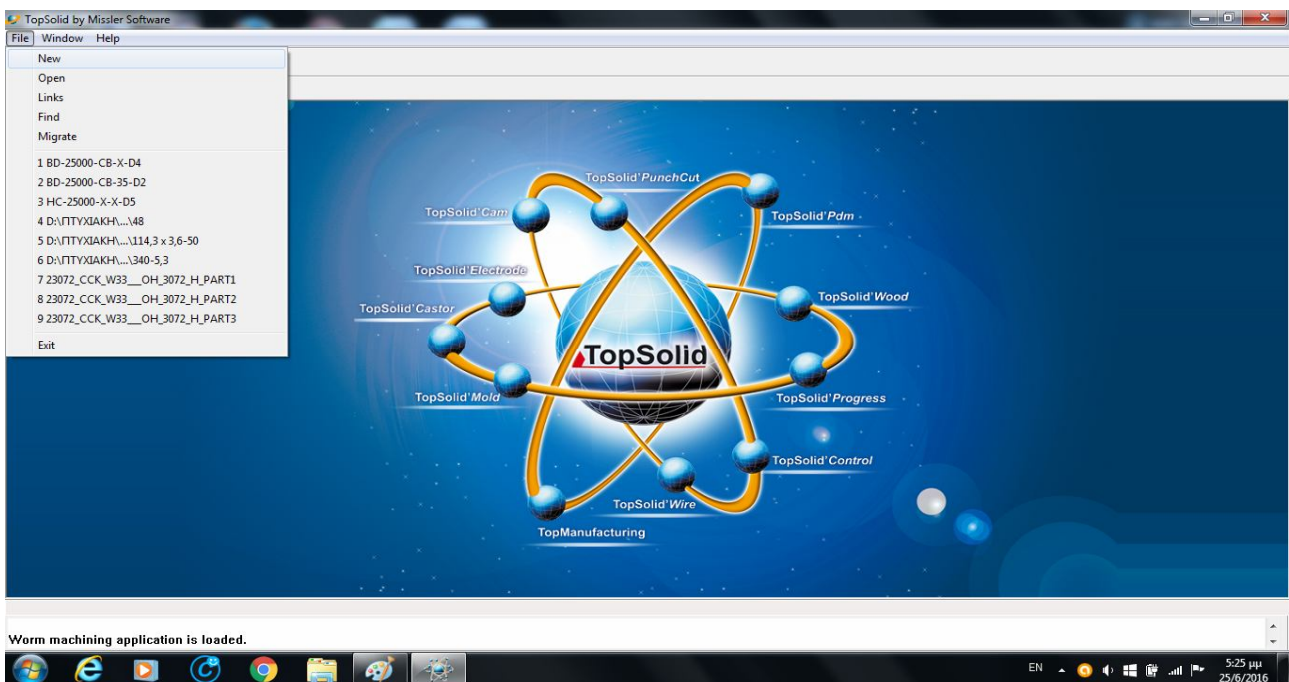 TopSolid by Missler Software
File Window Help
New
Open
Links
Find
Migrate
1 BD-25000-CB-X-D4
2 BD-25000-CB-35-D2
3 HC-25000-X-X-D5
4 D:\ΠΤΥΧΙΑΚΗ\...\48
5 D:\ΠΤΥΧΙΑΚΗ\...\114,3 x 3,6-50
6 D:\ΠΤΥΧΙΑΚΗ\...\340-5,3
7 23072_CCK_W33___OH_3072_H_PART1
8 23072_CCK_W33___OH_3072_H_PART2
9 23072_CCK_W33___OH_3072_H_PART3
Exit
TopSolid'PunchCut
TopSolid'Cam
TopSolid'Pdm
TopSolid'Electrode
TopSolid'Wood
TopSolid'Castor
TopSolid
TopSolid'Mold
TopSolid'Progress
TopSolid'Control
TopSolid'Wire
TopManufacturing
Worm machining application is loaded.
EN
5:25 μμ
25/6/2016